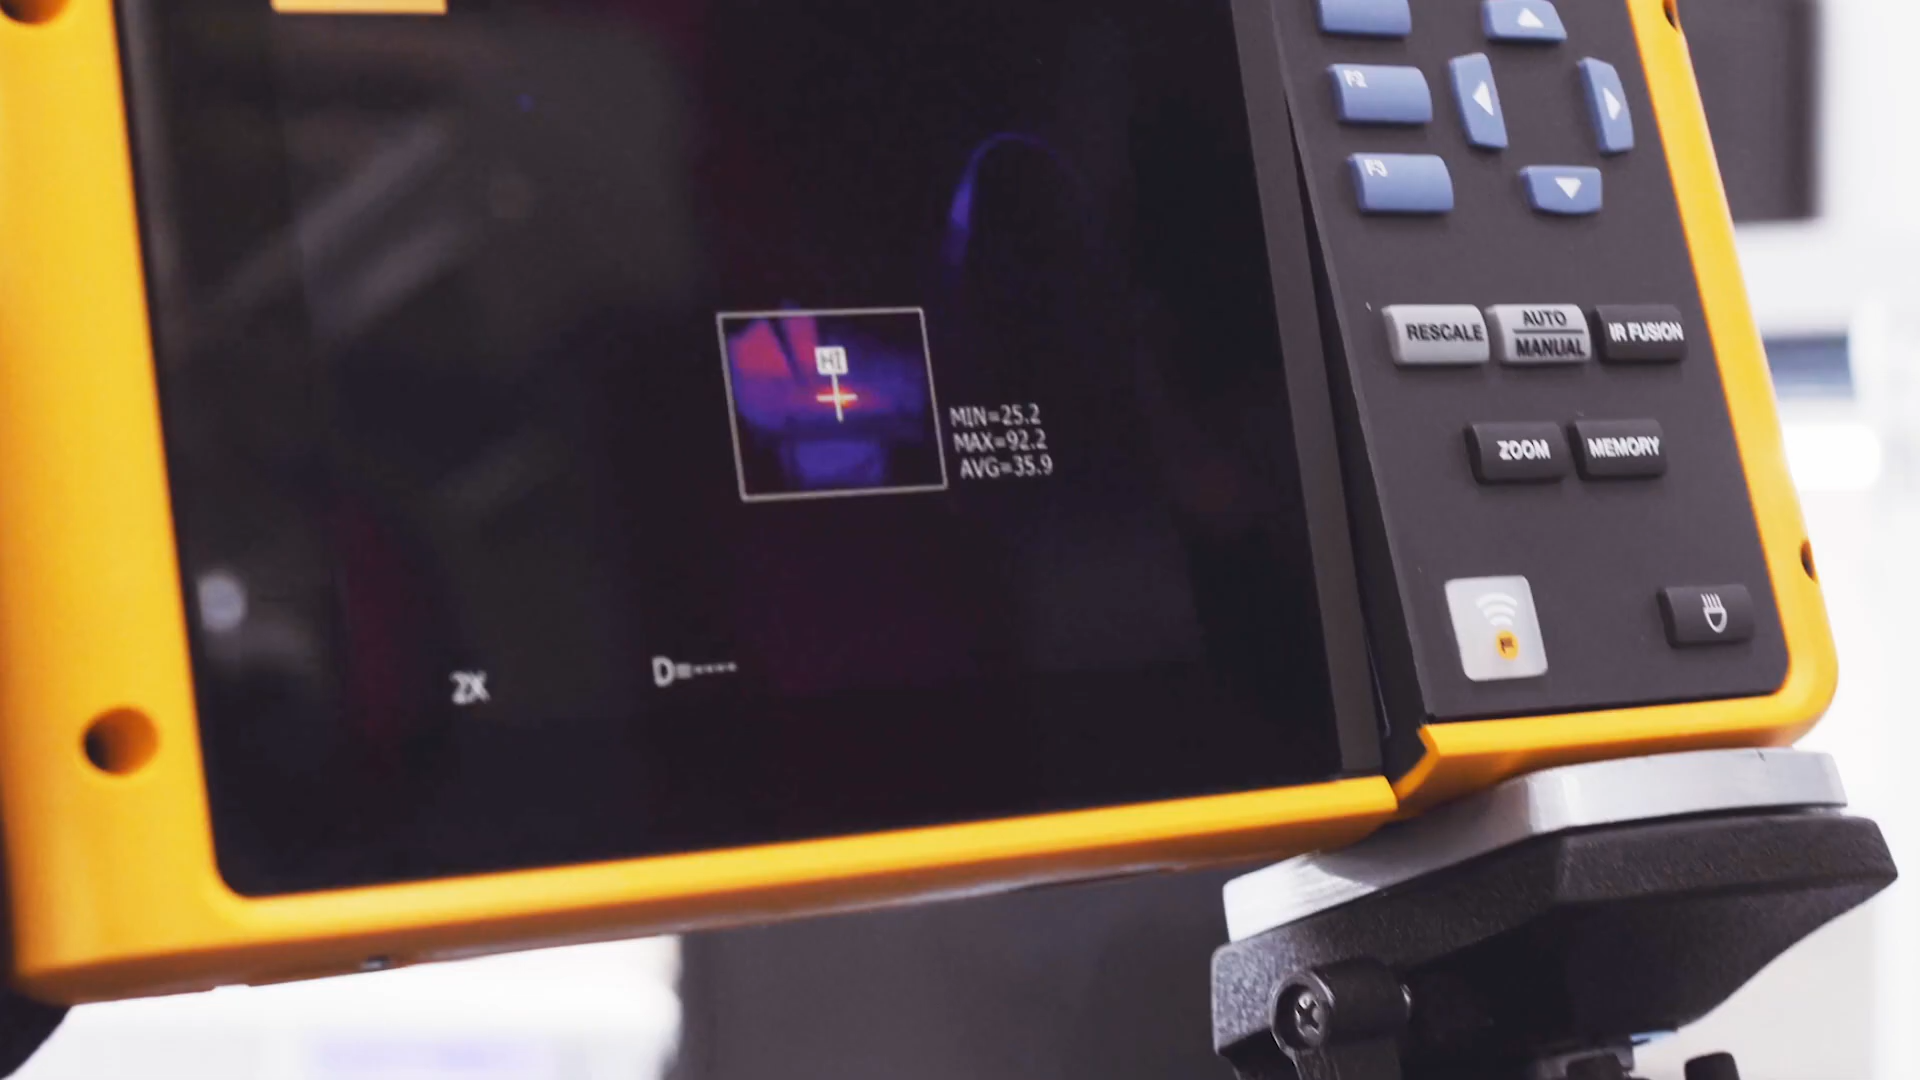 F2
F3
RESCALE
AUTO
MANUAL
IR FUSION
HI
MIN=25.2
MAX=92.2
AVG=35.9
ZOOM
MEMORY
2X
D=----
F